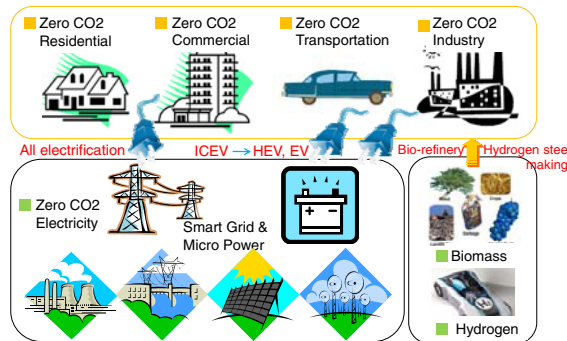 Zero CO2
Residential
Zero CO2
Commercial
Zero CO2
Transportation
Zero CO2
Industry
All electrification
ICEV → HEV, EV
Bio-refinery
Hydrogen stee
making
Zero CO2
Electricity
Smart Grid &
Micro Power
Biomass
Hydrogen